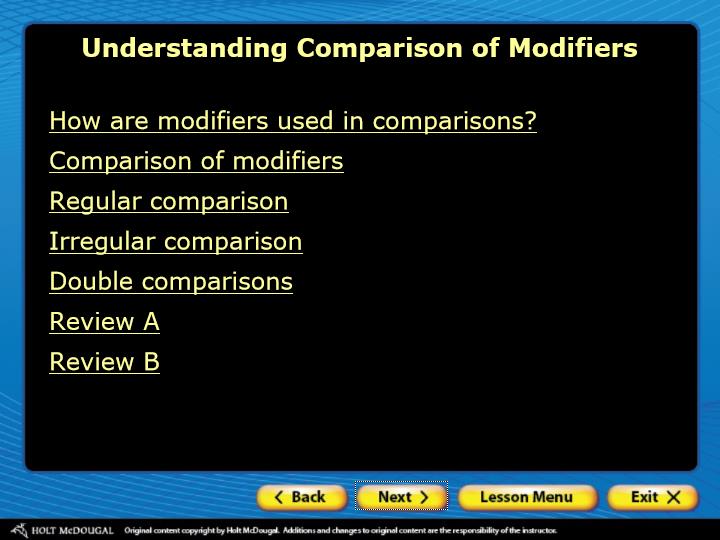 Understanding Comparison of Modifiers
How are modifiers used in comparisons?
Comparison of modifiers
Regular comparison
Irregular comparison
Double comparisons
Review A
Review B
Back Next Lesson Menu Exit
HOLT McDOUGAL Original content copyright by Holt McDougal. Additions and changes to original content are the responsibility of the instructor.